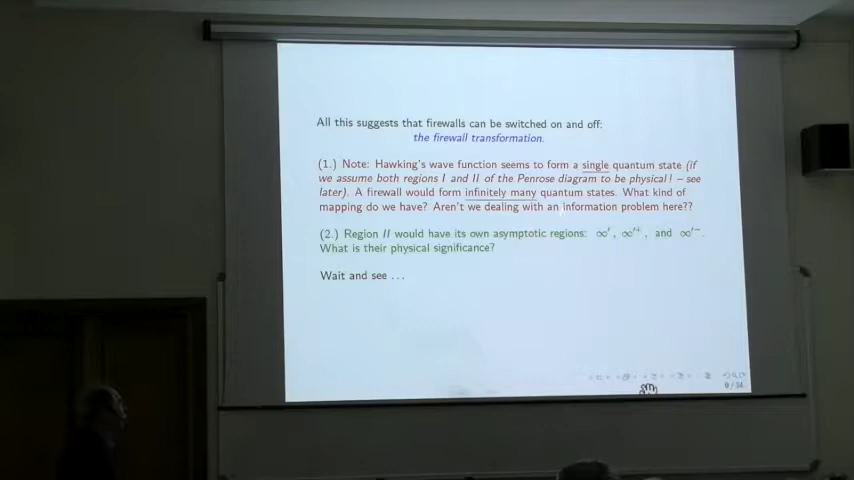 All this suggests that firewalls can be switched on and off:
the firewall transformation.
(1.) Note: Hawking's wave function seems to form a single quantum state (if
we assume both regions I and II of the Penrose diagram to be physical! – see
later). A firewall would form infinitely many quantum states. What kind of
mapping do we have? Aren't we dealing with an information problem here??
(2.) Region II would have its own asymptotic regions: ∞′, ∞′⁺, and ∞′⁻.
What is their physical significance?
Wait and see ...